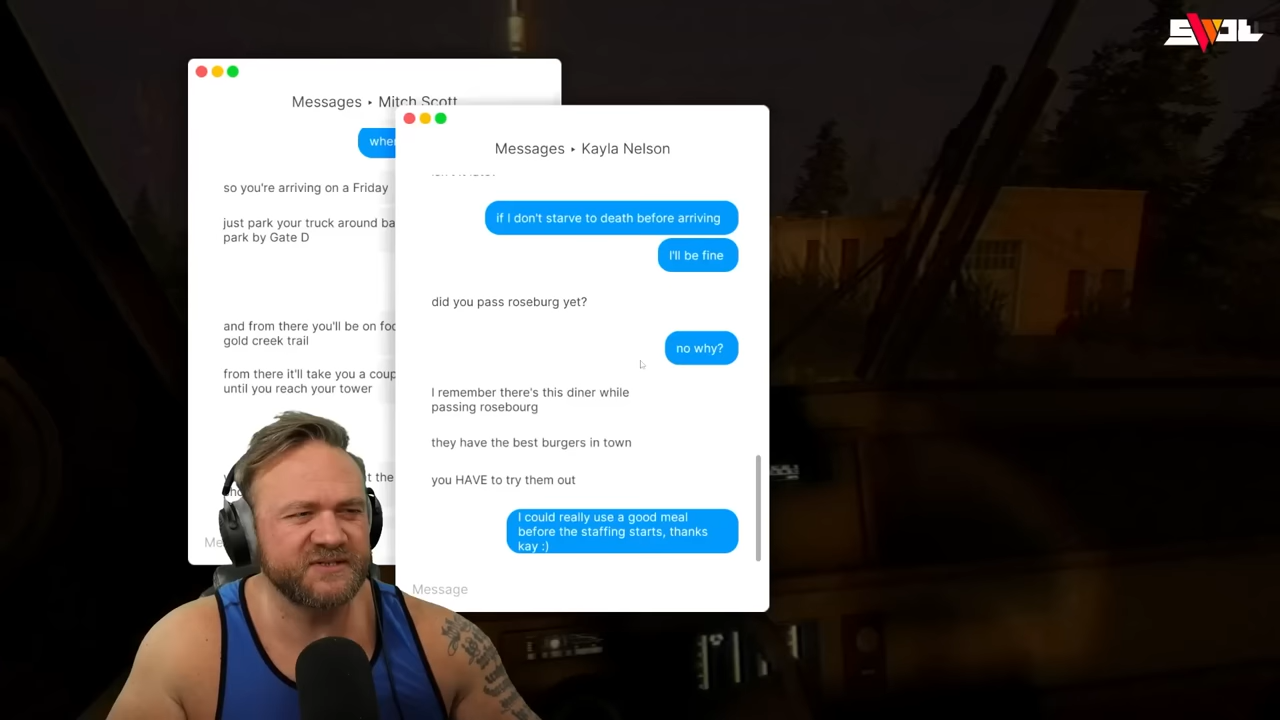 SWOL
Messages ‣ Mitch Scott
so you're arriving on a Friday
just park your truck around
park by Gate D
and from there you'll be on
gold creek trail
from there it'll take you a
until you reach your tower
the
Messages ‣ Kayla Nelson
if I don't starve to death before arriving
I'll be fine
did you pass roseburg yet?
no why?
I remember there's this diner while
passing rosebourg
they have the best burgers in town
you HAVE to try them out
I could really use a good meal
before the staffing starts, thanks
kay :)
Message